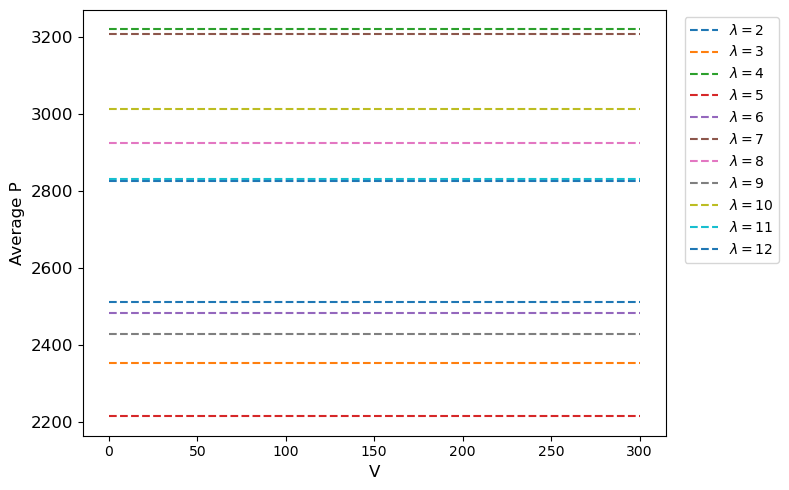 3200
3000
2800
2600
2400
2200
Average P
0 50 100 150 200 250 300
V
λ = 2
λ = 3
λ = 4
λ = 5
λ = 6
λ = 7
λ = 8
λ = 9
λ = 10
λ = 11
λ = 12